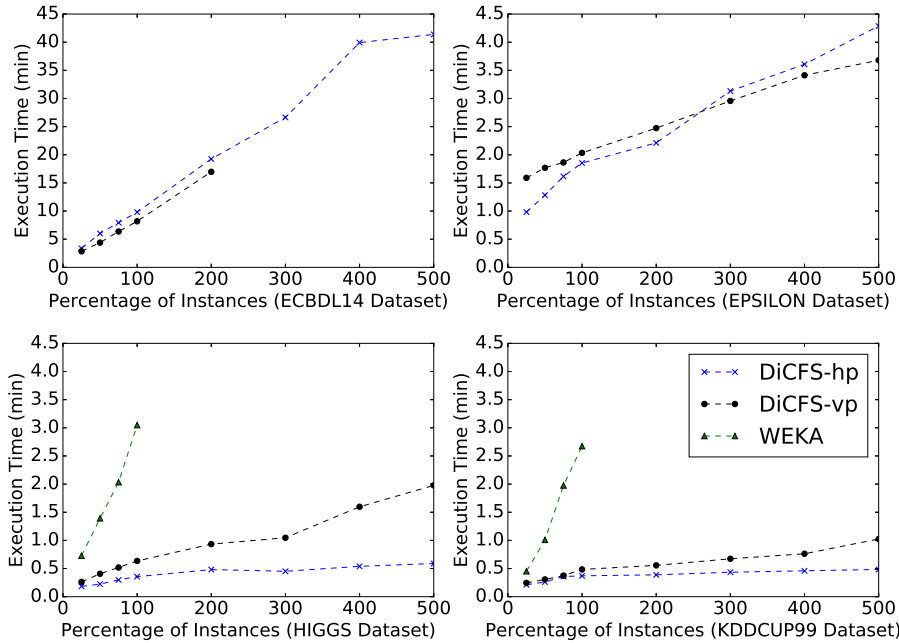 45
40
35
30
25
20
15
10
5
0
Execution Time (min)
0 100 200 300 400 500
Percentage of Instances (ECBDL14 Dataset)
4.5
4.0
3.5
3.0
2.5
2.0
1.5
1.0
0.5
0.0
Execution Time (min)
0 100 200 300 400 500
Percentage of Instances (EPSILON Dataset)
4.5
4.0
3.5
3.0
2.5
2.0
1.5
1.0
0.5
0.0
Execution Time (min)
0 100 200 300 400 500
Percentage of Instances (HIGGS Dataset)
4.5
4.0
3.5
3.0
2.5
2.0
1.5
1.0
0.5
0.0
Execution Time (min)
DiCFS-hp
DiCFS-vp
WEKA
0 100 200 300 400 500
Percentage of Instances (KDDCUP99 Dataset)